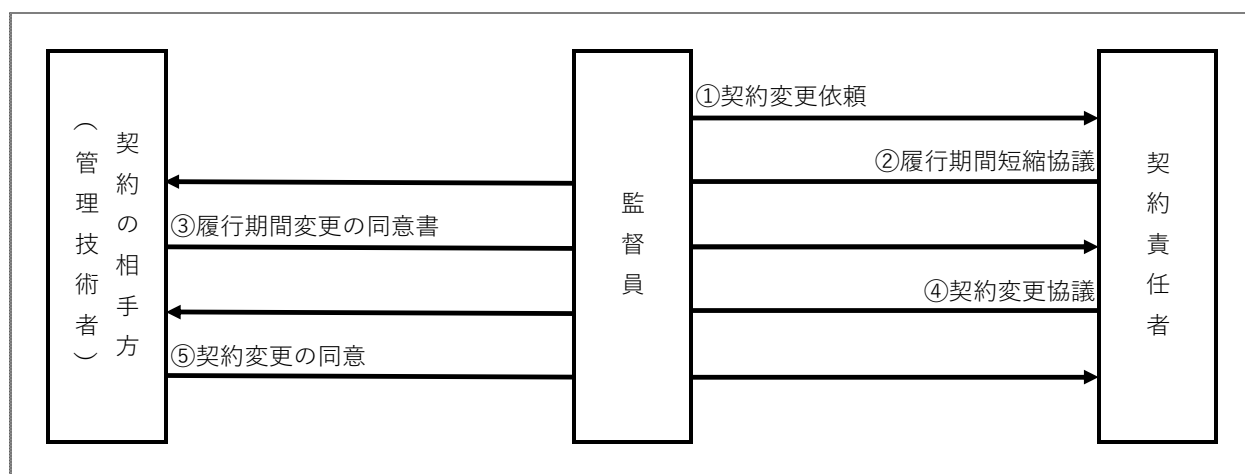 契約の相手方
（管理技術者）
監督員
契約責任者
①契約変更依頼
②履行期間短縮協議
③履行期間変更の同意書
④契約変更協議
⑤契約変更の同意